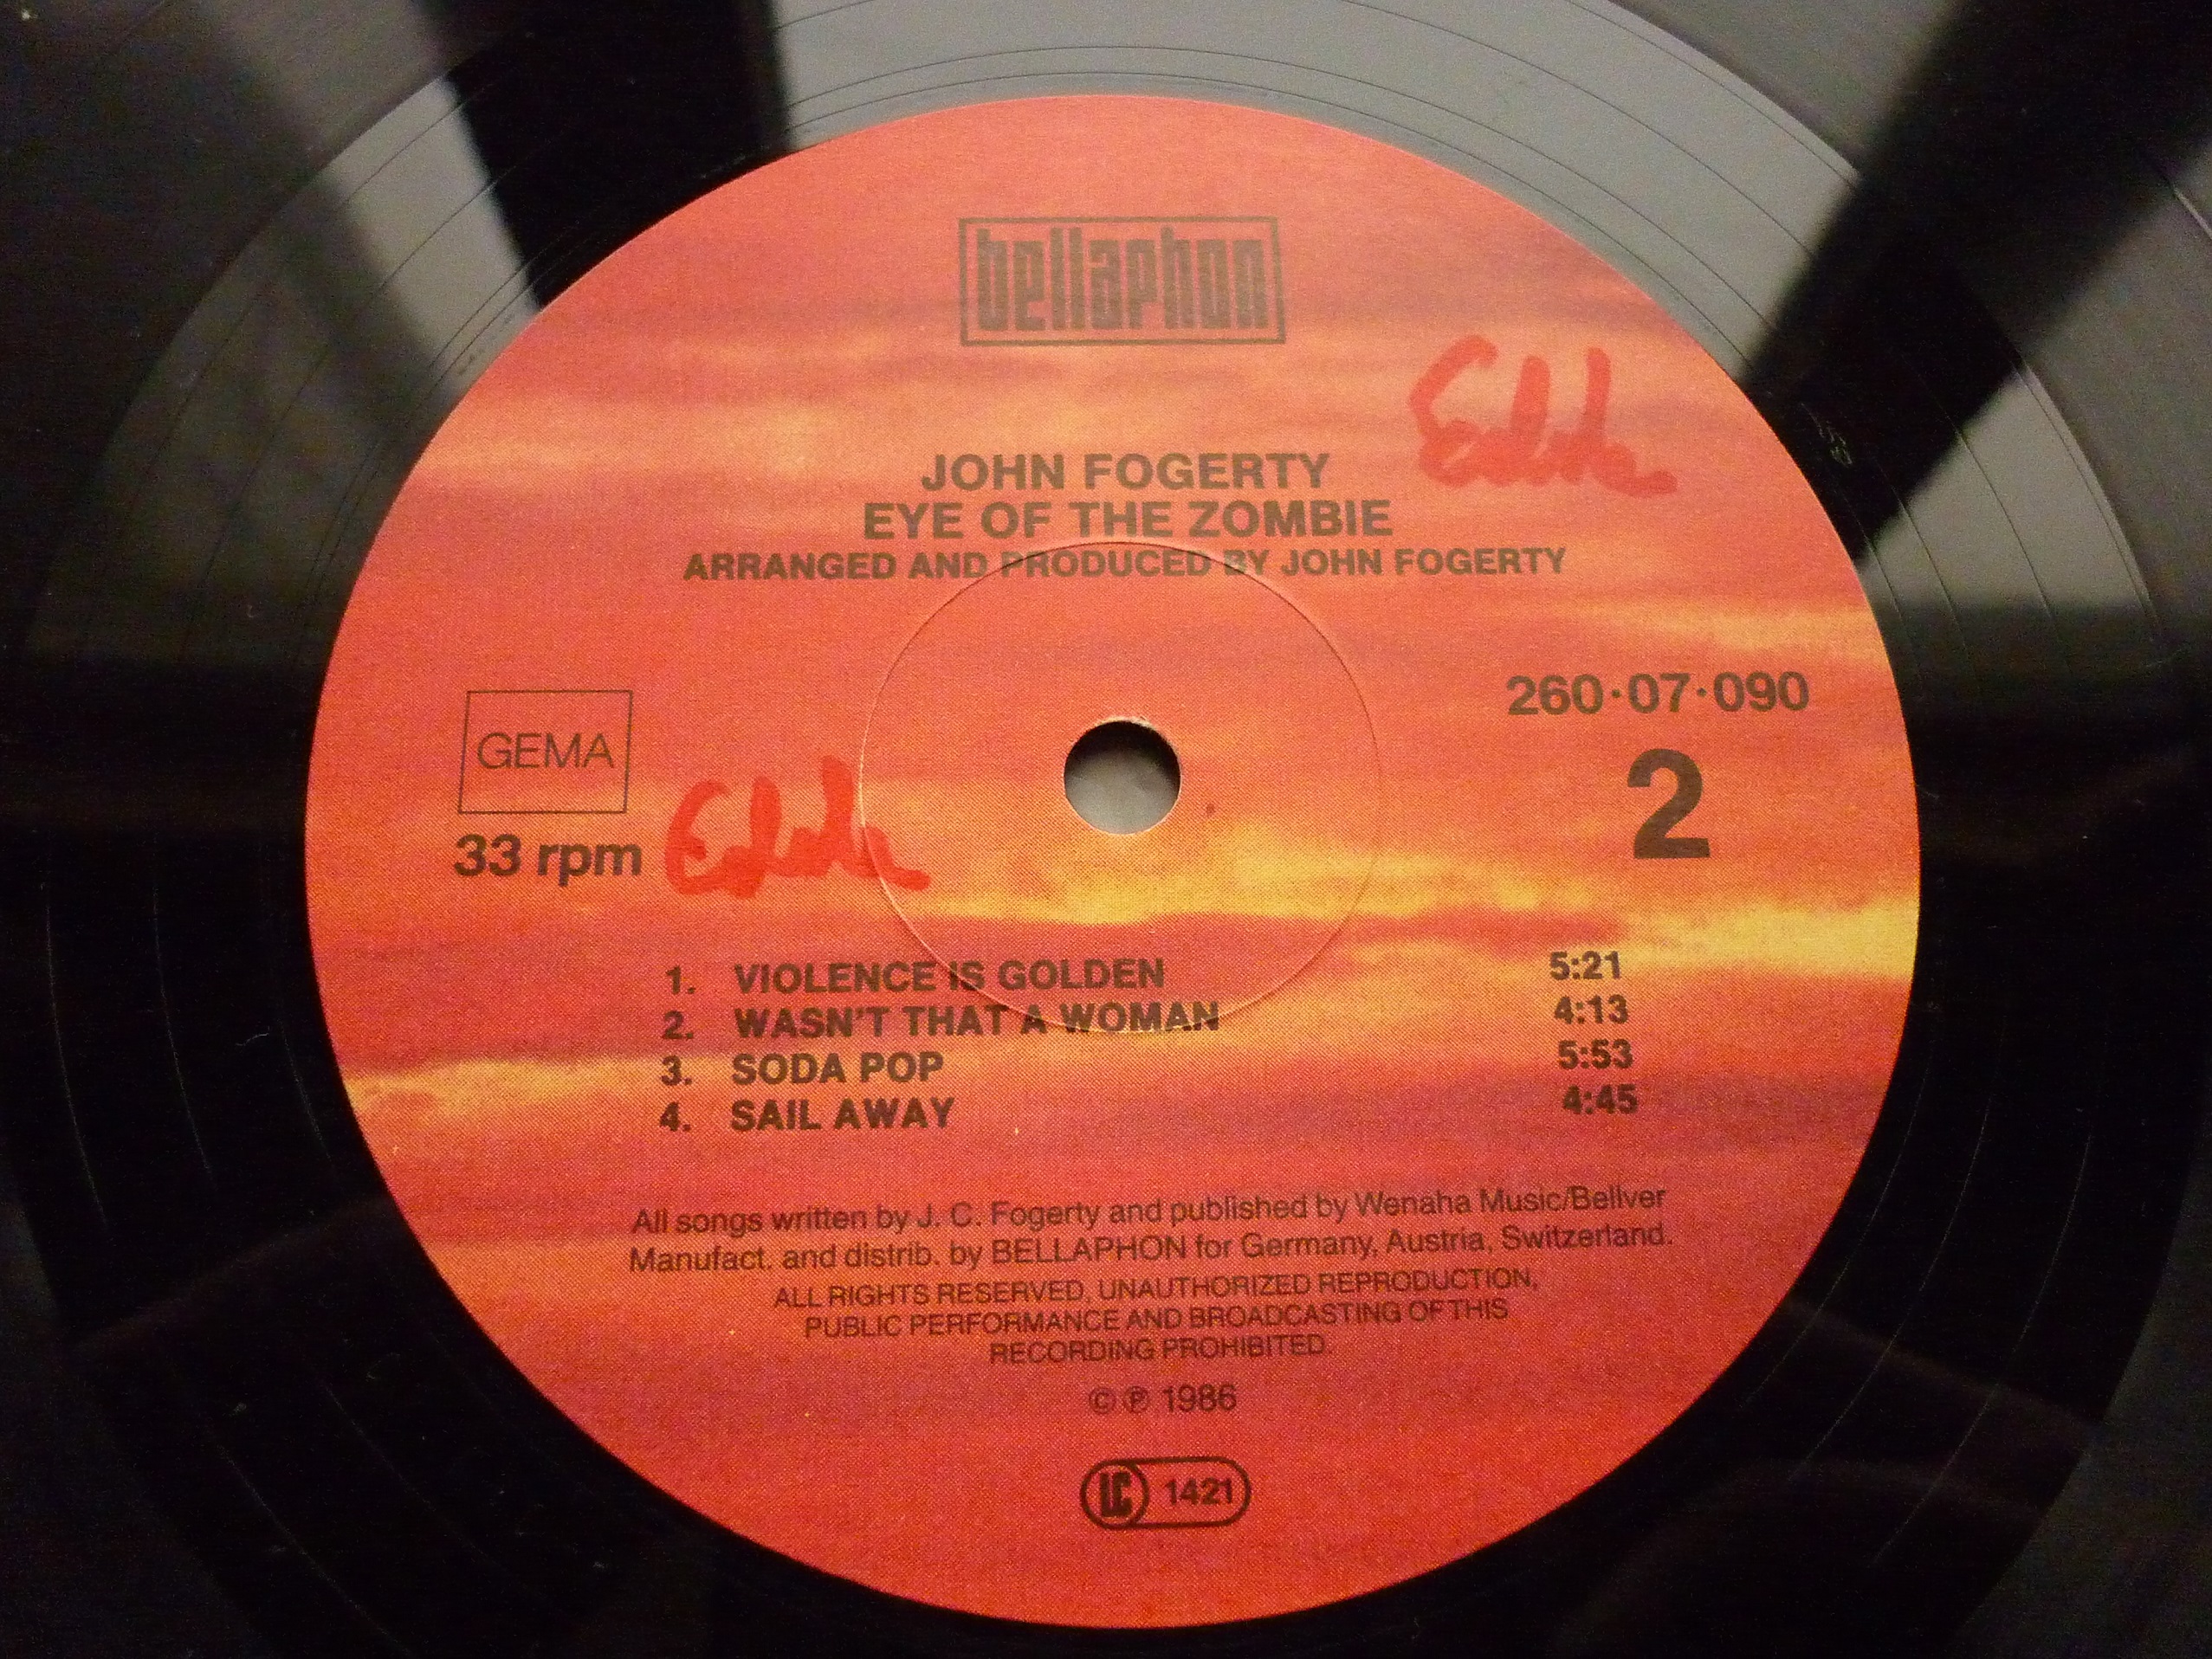 bellaphon
JOHN FOGERTY
EYE OF THE ZOMBIE
ARRANGED AND PRODUCED BY JOHN FOGERTY
260·07·090
2
GEMA
33 rpm
1. VIOLENCE IS GOLDEN 5:21
2. WASN'T THAT A WOMAN 4:13
3. SODA POP 5:53
4. SAIL AWAY 4:45
All songs written by J. C. Fogerty and published by Wenaha Music/Bellver
Manufact. and distrib. by BELLAPHON for Germany, Austria, Switzerland.
ALL RIGHTS RESERVED, UNAUTHORIZED REPRODUCTION,
PUBLIC PERFORMANCE AND BROADCASTING OF THIS
RECORDING PROHIBITED.
© ℗ 1986
LC 1421